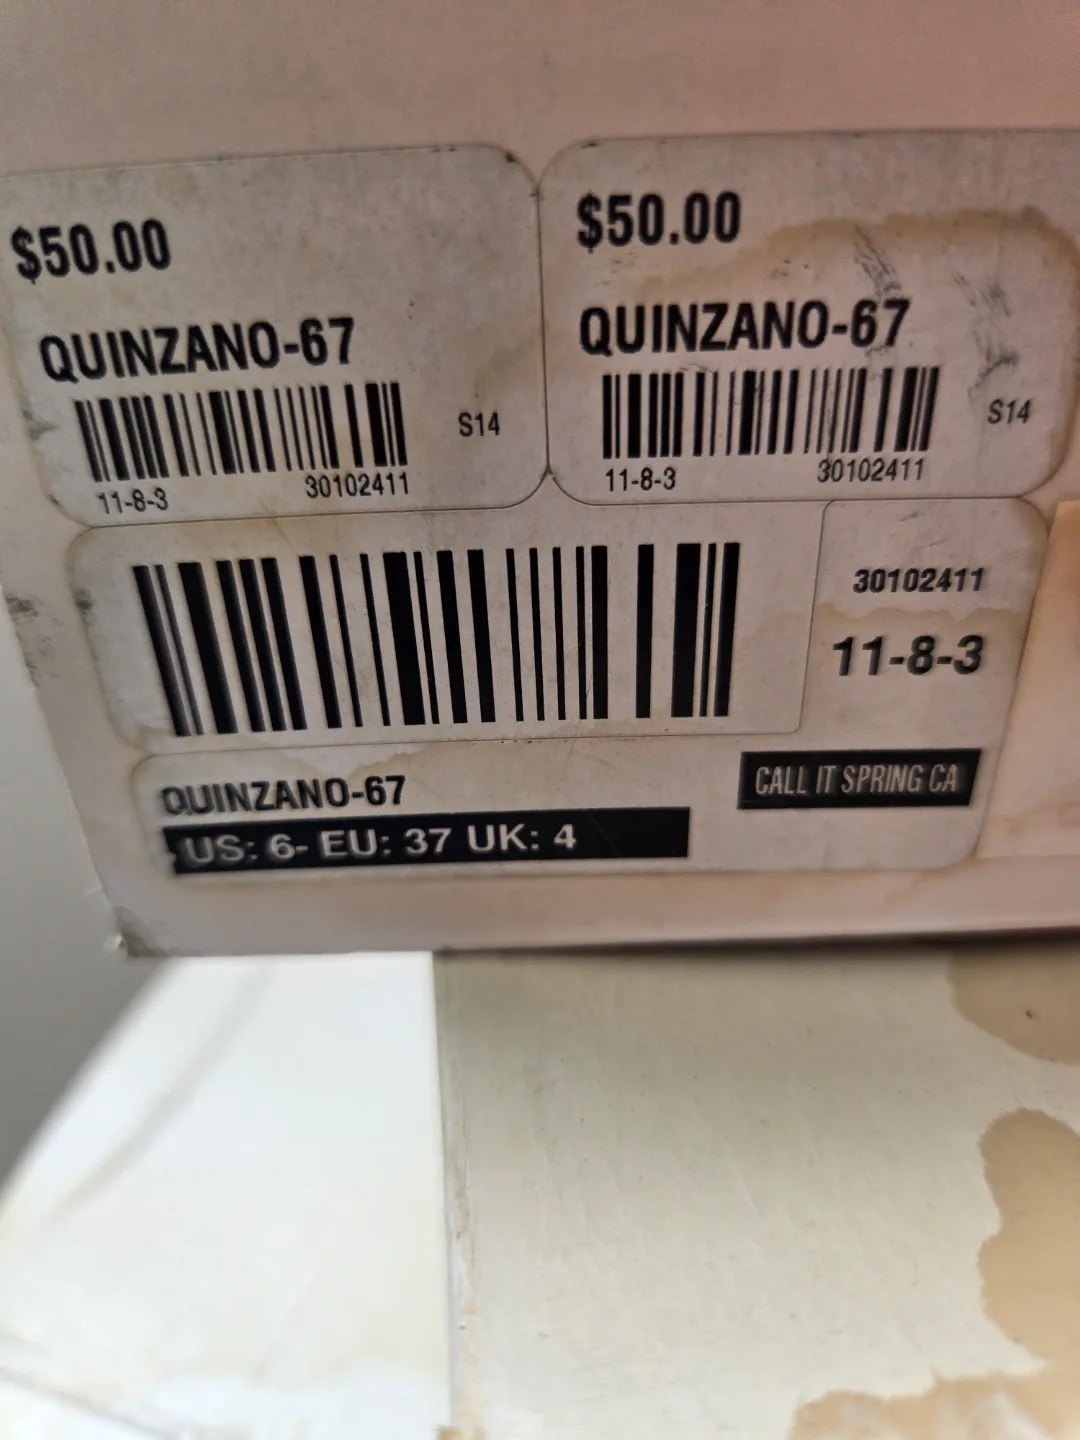 $50.00
QUINZANO-67
S14
11-8-3 30102411
$50.00
QUINZANO-67
S14
11-8-3 30102411
30102411
11-8-3
QUINZANO-67
CALL IT SPRING CA
US: 6- EU: 37 UK: 4